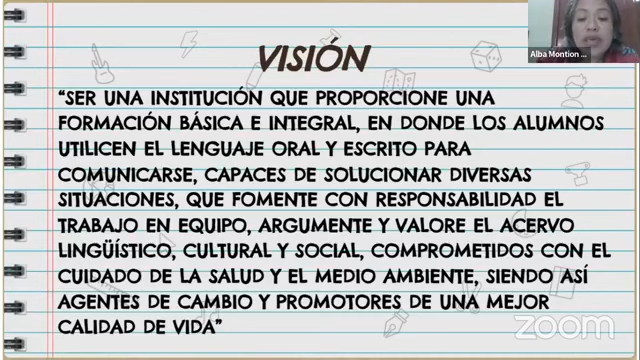 Alba Montion ...
VISIÓN
“SER UNA INSTITUCIÓN QUE PROPORCIONE UNA
FORMACIÓN BÁSICA E INTEGRAL, EN DONDE LOS ALUMNOS
UTILICEN EL LENGUAJE ORAL Y ESCRITO PARA
COMUNICARSE, CAPACES DE SOLUCIONAR DIVERSAS
SITUACIONES, QUE FOMENTE CON RESPONSABILIDAD EL
TRABAJO EN EQUIPO, ARGUMENTE Y VALORE EL ACERVO
LINGÜÍSTICO, CULTURAL Y SOCIAL, COMPROMETIDOS CON EL
CUIDADO DE LA SALUD Y EL MEDIO AMBIENTE, SIENDO ASÍ
AGENTES DE CAMBIO Y PROMOTORES DE UNA MEJOR
CALIDAD DE VIDA”
zoom